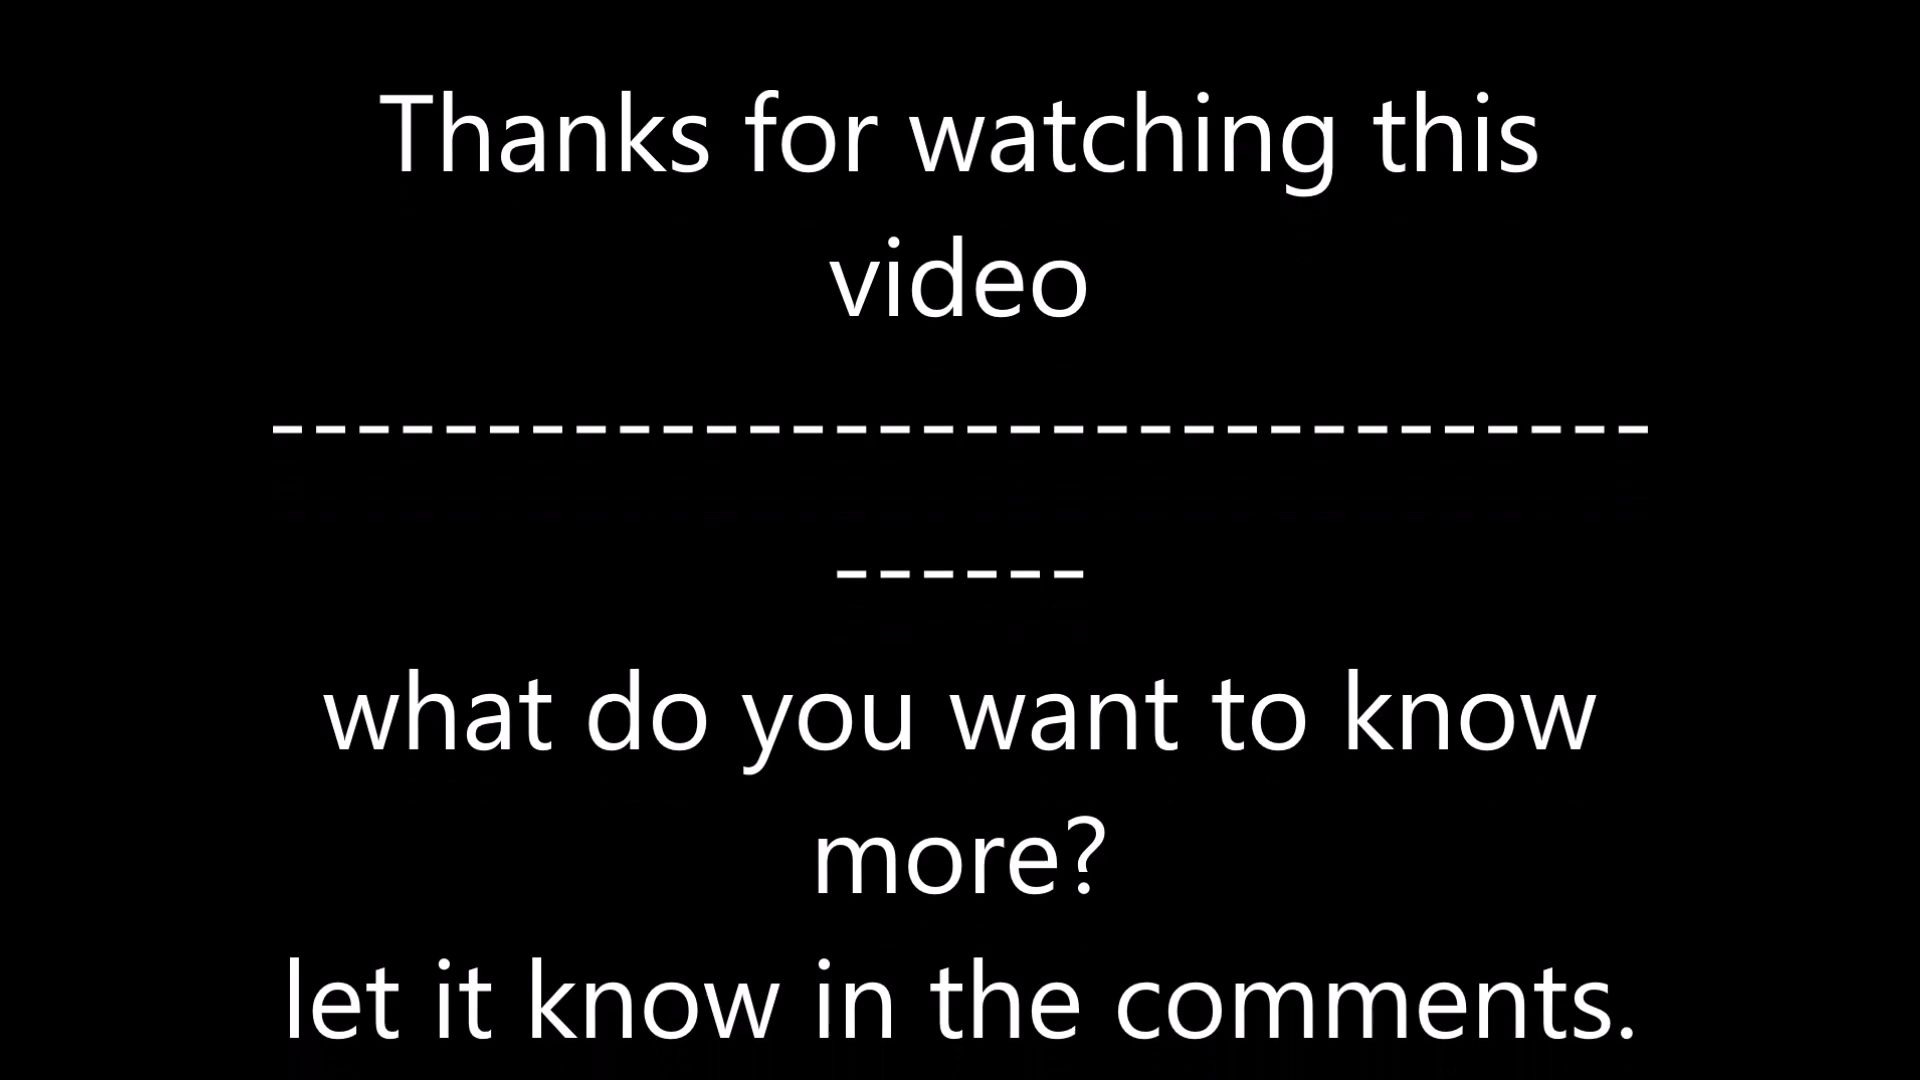 Thanks for watching this
video
--------------------------------
------
what do you want to know
more?
let it know in the comments.